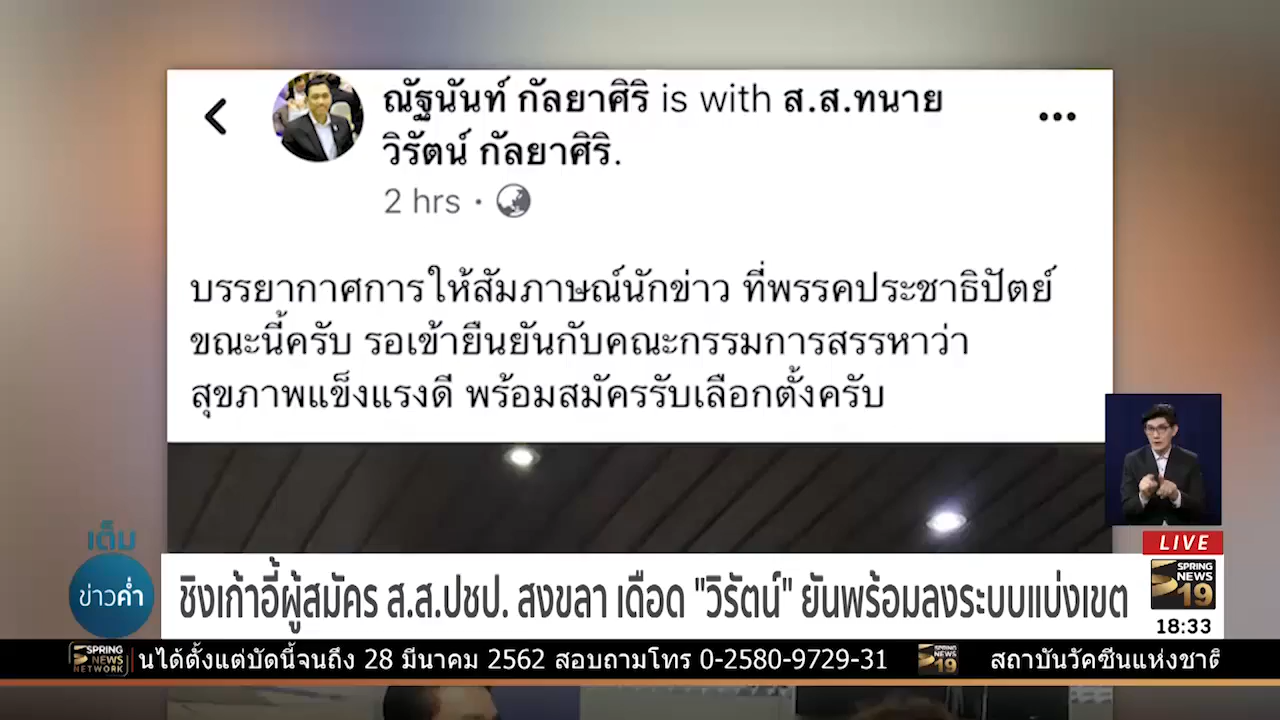 ณัฐนันท์ กัลยาศิริ is with ส.ส.ทนาย
วิรัตน์ กัลยาศิริ.
2 hrs ·
บรรยากาศการให้สัมภาษณ์นักข่าว ที่พรรคประชาธิปัตย์
ขณะนี้ครับ รอเข้ายืนยันกับคณะกรรมการสรรหาว่า
สุขภาพแข็งแรงดี พร้อมสมัครรับเลือกตั้งครับ
เต็ม
ข่าวค่ำ
ชิงเก้าอี้ผู้สมัคร ส.ส.ปชป. สงขลา เดือด "วิรัตน์" ยันพร้อมลงระบบแบ่งเขต
LIVE
SPRING
NEWS
19
18:33
SPRING
NEWS
NETWORK
นได้ตั้งแต่บัดนี้จนถึง 28 มีนาคม 2562 สอบถามโทร 0-2580-9729-31
SPRING
NEWS
19
สถาบันวัคซีนแห่งชาติ